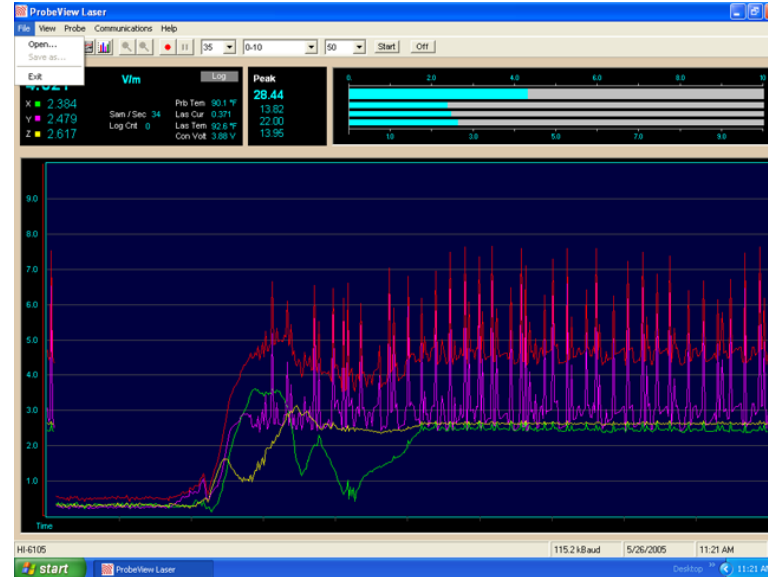 ProbeView Laser
File View Probe Communications Help
35 0-10 50 Start Off
Open...
Save as...
Exit
V/m Log
X 2.384
Y 2.479
Z 2.617
Sam / Sec 34
Log Cnt 0
Prb Tem 90.1 °F
Las Cur 0.371
Las Tem 92.6 °F
Con Volt 3.88 V
Peak
28.44
13.82
22.00
13.95
0. 2.0 4.0 6.0 8.0 10
1.0 3.0 5.0 7.0 9.0
9.0
8.0
7.0
6.0
5.0
4.0
3.0
2.0
1.0
Time
HI-6105 115.2 kBaud 5/26/2005 11:21 AM
start ProbeView Laser Desktop » 11:21 AM